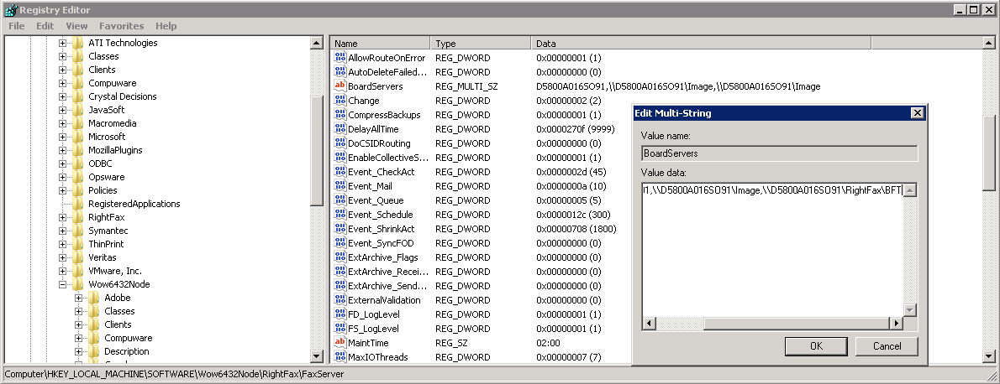 Registry Editor
File Edit View Favorites Help
ATI Technologies
Classes
Clients
Compuware
Crystal Decisions
JavaSoft
Macromedia
Microsoft
MozillaPlugins
ODBC
Opsware
Policies
RegisteredApplications
RightFax
Symantec
ThinPrint
Veritas
VMware, Inc.
Wow6432Node
Adobe
Classes
Clients
Compuware
Description
Name Type Data
AllowRouteOnError REG_DWORD 0x00000001 (1)
AutoDeleteFailed... REG_DWORD 0x00000000 (0)
BoardServers REG_MULTI_SZ D5800A016SO91,\\D5800A016SO91\Image,\\D5800A016SO91\Image
Change REG_DWORD 0x00000002 (2)
CompressBackups REG_DWORD 0x00000001 (1)
DelayAllTime REG_DWORD 0x0000270f (9999)
DoCSIDRouting REG_DWORD 0x00000000 (0)
EnableCollectiveS... REG_DWORD 0x00000001 (1)
Event_CheckAct REG_DWORD 0x0000002d (45)
Event_Mail REG_DWORD 0x0000000a (10)
Event_Queue REG_DWORD 0x00000005 (5)
Event_Schedule REG_DWORD 0x0000012c (300)
Event_ShrinkAct REG_DWORD 0x00000708 (1800)
Event_SyncFOD REG_DWORD 0x00000000 (0)
ExtArchive_Flags REG_DWORD 0x00000000 (0)
ExtArchive_Recei... REG_DWORD 0x00000000 (0)
ExtArchive_Send... REG_DWORD 0x00000000 (0)
ExternalValidation REG_DWORD 0x00000000 (0)
FD_LogLevel REG_DWORD 0x00000001 (1)
FS_LogLevel REG_DWORD 0x00000001 (1)
MaintTime REG_SZ 02:00
MaxIOThreads REG_DWORD 0x00000007 (7)
Edit Multi-String
Value name:
BoardServers
Value data:
1,\\D5800A016SO91\Image,\\D5800A016SO91\RightFax\BFT
OK Cancel
Computer\HKEY_LOCAL_MACHINE\SOFTWARE\Wow6432Node\RightFax\FaxServer